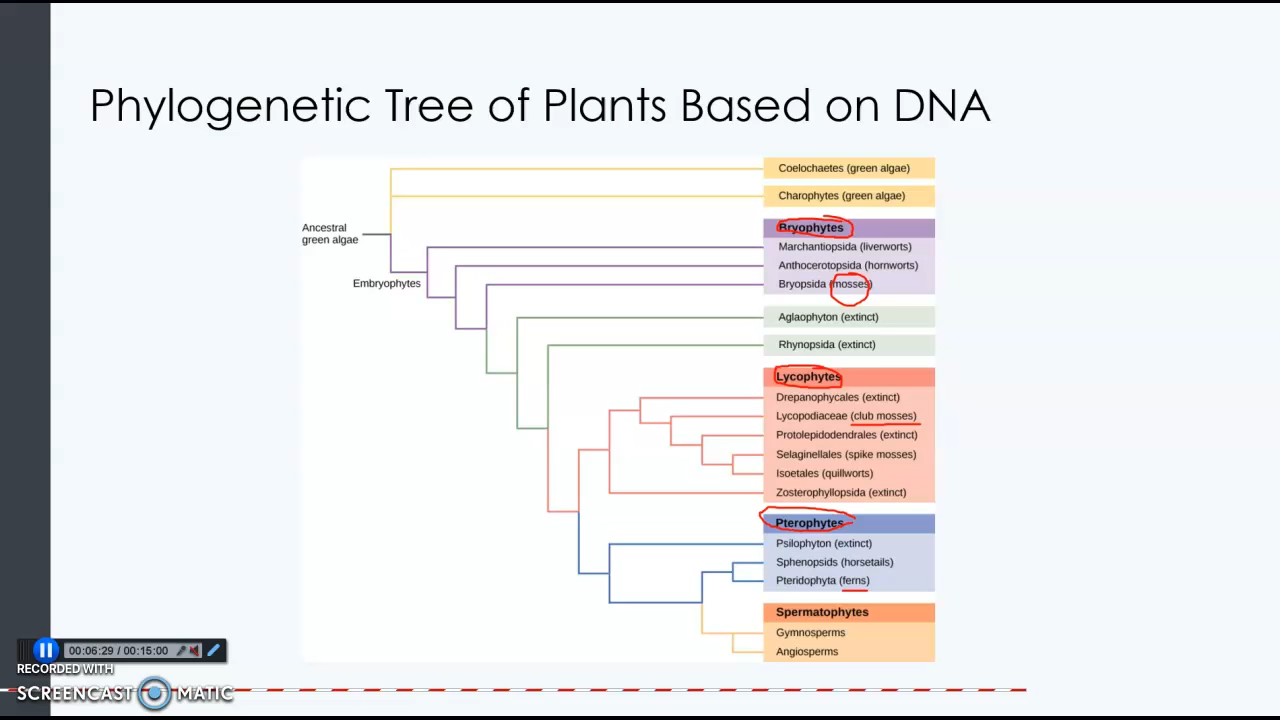 Phylogenetic Tree of Plants Based on DNA
Coelochaetes (green algae)
Charophytes (green algae)
Ancestral
green algae
Embryophytes
Bryophytes
Marchantiopsida (liverworts)
Anthocerotopsida (hornworts)
Bryopsida (mosses)
Aglaophyton (extinct)
Rhynopsida (extinct)
Lycophytes
Drepanophycales (extinct)
Lycopodiaceae (club mosses)
Protolepidodendrales (extinct)
Selaginellales (spike mosses)
Isoetales (quillworts)
Zosterophyllopsida (extinct)
Pterophytes
Psilophyton (extinct)
Sphenopsids (horsetails)
Pteridophyta (ferns)
Spermatophytes
Gymnosperms
Angiosperms
00:06:29 / 00:15:00
RECORDED WITH
SCREENCAST MATIC